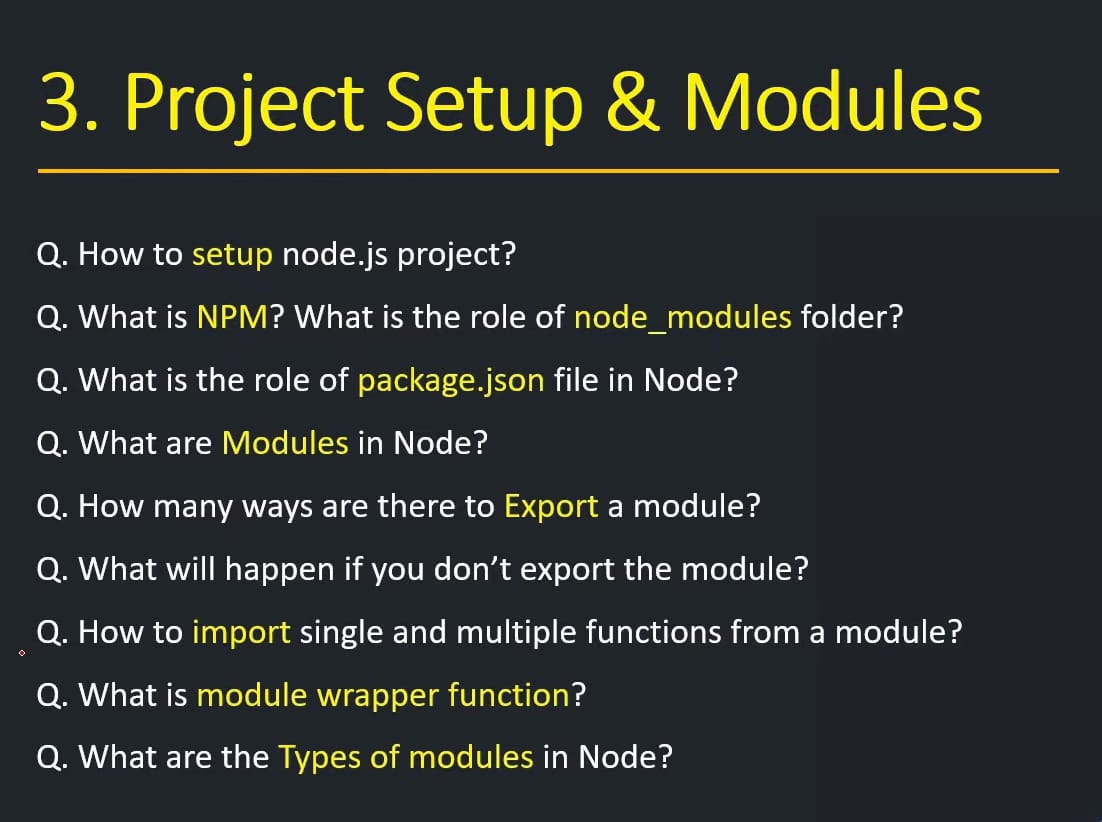 3. Project Setup & Modules
Q. How to setup node.js project?
Q. What is NPM? What is the role of node_modules folder?
Q. What is the role of package.json file in Node?
Q. What are Modules in Node?
Q. How many ways are there to Export a module?
Q. What will happen if you don’t export the module?
Q. How to import single and multiple functions from a module?
Q. What is module wrapper function?
Q. What are the Types of modules in Node?